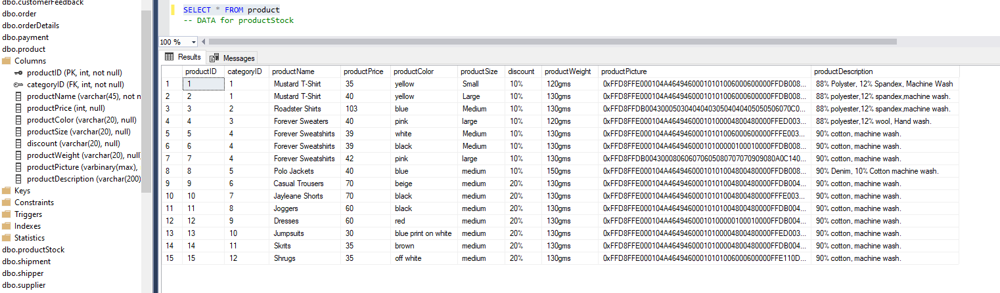 dbo.customerFeedback
dbo.order
dbo.orderDetails
dbo.payment
dbo.product
Columns
productID (PK, int, not null)
categoryID (FK, int, not null)
productName (varchar(45), not n
productPrice (int, null)
productColor (varchar(20), null)
productSize (varchar(20), null)
discount (varchar(20), null)
productWeight (varchar(20), null
productPicture (varbinary(max),
productDescription (varchar(200)
Keys
Constraints
Triggers
Indexes
Statistics
dbo.productStock
dbo.shipment
dbo.shipper
dbo.supplier
SELECT * FROM product
-- DATA for productStock
100 %
Results Messages
productID categoryID productName productPrice productColor productSize discount productWeight productPicture productDescription
1 1 1 Mustard T-Shirt 35 yellow Small 10% 120gms 0xFFD8FFE000104A46494600010101006000600000FFDB008... 88% Polyster, 12% Spandex, Machine Wash
2 2 1 Mustard T-Shirt 40 yellow Large 10% 130gms 0xFFD8FFE000104A46494600010101006000600000FFDB008... 88% polyester,12% spandex,machine wash.
3 3 2 Roadster Shirts 103 blue Medium 10% 130gms 0xFFD8FFDB004300050304040403050404040505050607 0C0... 88% polyester,12% spandex,machine wash.
4 4 3 Forever Sweaters 40 pink large 10% 120gms 0xFFD8FFE000104A46494600010100004800480000FFED003... 88% polyester,12% wool, Hand wash.
5 5 4 Forever Sweatshirts 39 white Medium 10% 130gms 0xFFD8FFE000104A46494600010101006000600000FFFE003... 90% cotton, machine wash.
6 6 4 Forever Sweatshirts 39 black Medium 10% 130gms 0xFFD8FFE000104A46494600010100000100010000FFDB008... 90% cotton, machine wash.
7 7 4 Forever Sweatshirts 42 pink large 10% 130gms 0xFFD8FFDB004300080606070605080707070909080A0C140... 90% cotton, machine wash.
8 8 5 Polo Jackets 40 blue medium 10% 150gms 0xFFD8FFE000104A46494600010101004800480000FFDB008... 90% Denim, 10% Cotton machine wash.
9 9 6 Casual Trousers 70 beige medium 20% 130gms 0xFFD8FFE000104A46494600010101004800480000FFDB004... 90% cotton, machine wash.
10 10 7 Jayleane Shorts 70 black medium 20% 130gms 0xFFD8FFE000104A46494600010101004800480000FFFE003... 90% cotton, machine wash.
11 11 8 Joggers 60 black medium 20% 130gms 0xFFD8FFE000104A46494600010101004800480000FFDB004... 90% cotton, machine wash.
12 12 9 Dresses 60 red medium 20% 130gms 0xFFD8FFE000104A46494600010100000100010000FFDB004... 90% cotton, machine wash.
13 13 10 Jumpsuits 30 blue print on white medium 20% 130gms 0xFFD8FFE000104A46494600010100004800480000FFED003... 90% cotton, machine wash.
14 14 11 Skrits 35 brown medium 20% 130gms 0xFFD8FFE000104A46494600010100004800480000FFDB004... 90% cotton, machine wash.
15 15 12 Shrugs 35 off white medium 20% 130gms 0xFFD8FFE000104A46494600010101006000600000FFE110D... 90% cotton, machine wash.